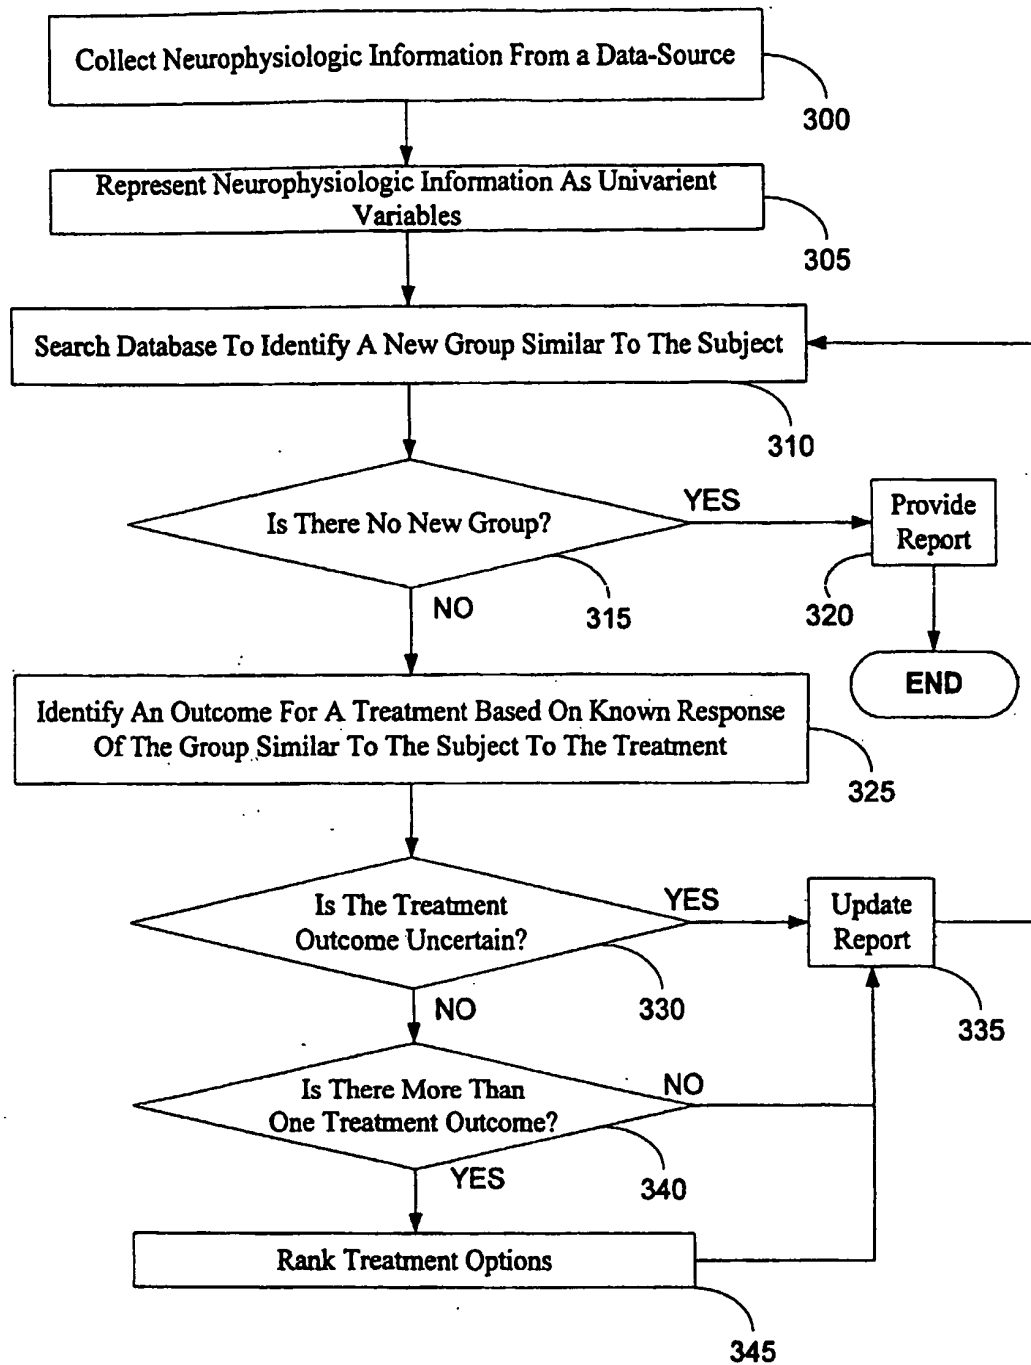 Collect Neurophysiologic Information From a Data-Source
300
Represent Neurophysiologic Information As Univarient
Variables
305
Search Database To Identify A New Group Similar To The Subject
310
Is There No New Group?
YES
Provide
Report
315
320
NO
END
Identify An Outcome For A Treatment Based On Known Response
Of The Group Similar To The Subject To The Treatment
325
Is The Treatment
Outcome Uncertain?
YES
Update
Report
330
335
NO
Is There More Than
One Treatment Outcome?
NO
340
YES
Rank Treatment Options
345